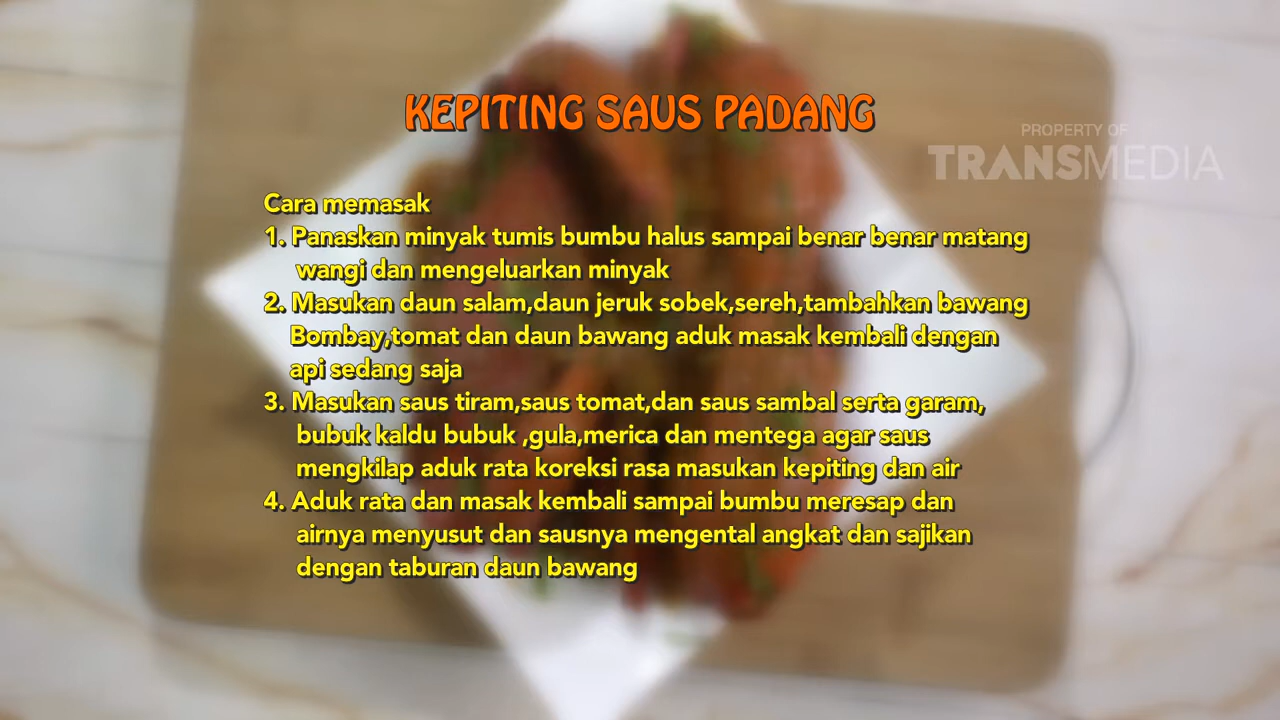 KEPITING SAUS PADANG
PROPERTY OF
TRANSMEDIA
Cara memasak
1. Panaskan minyak tumis bumbu halus sampai benar benar matang
wangi dan mengeluarkan minyak
2. Masukan daun salam,daun jeruk sobek,sereh,tambahkan bawang
Bombay,tomat dan daun bawang aduk masak kembali dengan
api sedang saja
3. Masukan saus tiram,saus tomat,dan saus sambal serta garam,
bubuk kaldu bubuk ,gula,merica dan mentega agar saus
mengkilap aduk rata koreksi rasa masukan kepiting dan air
4. Aduk rata dan masak kembali sampai bumbu meresap dan
airnya menyusut dan sausnya mengental angkat dan sajikan
dengan taburan daun bawang